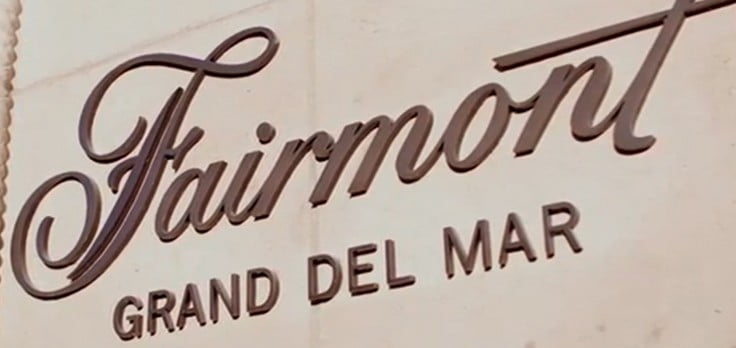 Fairmont
GRAND DEL MAR